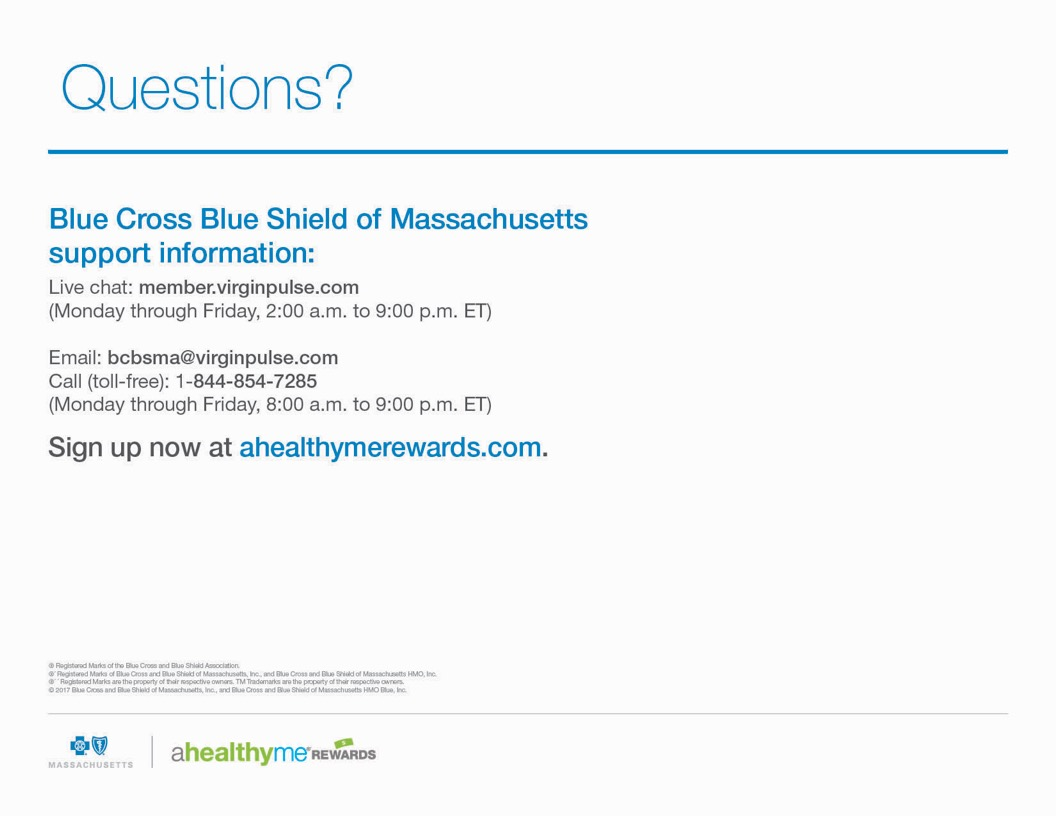 Questions?
Blue Cross Blue Shield of Massachusetts
support information:
Live chat: member.virginpulse.com
(Monday through Friday, 2:00 a.m. to 9:00 p.m. ET)
Email: bcbsma@virginpulse.com
Call (toll-free): 1-844-854-7285
(Monday through Friday, 8:00 a.m. to 9:00 p.m. ET)
Sign up now at ahealthymerewards.com.
® Registered Marks of the Blue Cross and Blue Shield Association.
®´ Registered Marks of Blue Cross and Blue Shield of Massachusetts, Inc., and Blue Cross and Blue Shield of Massachusetts HMO, Inc.
®´´ Registered Marks are the property of their respective owners. TM Trademarks are the property of their respective owners.
© 2017 Blue Cross and Blue Shield of Massachusetts, Inc., and Blue Cross and Blue Shield of Massachusetts HMO Blue, Inc.
MASSACHUSETTS
ahealthyme® REWARDS